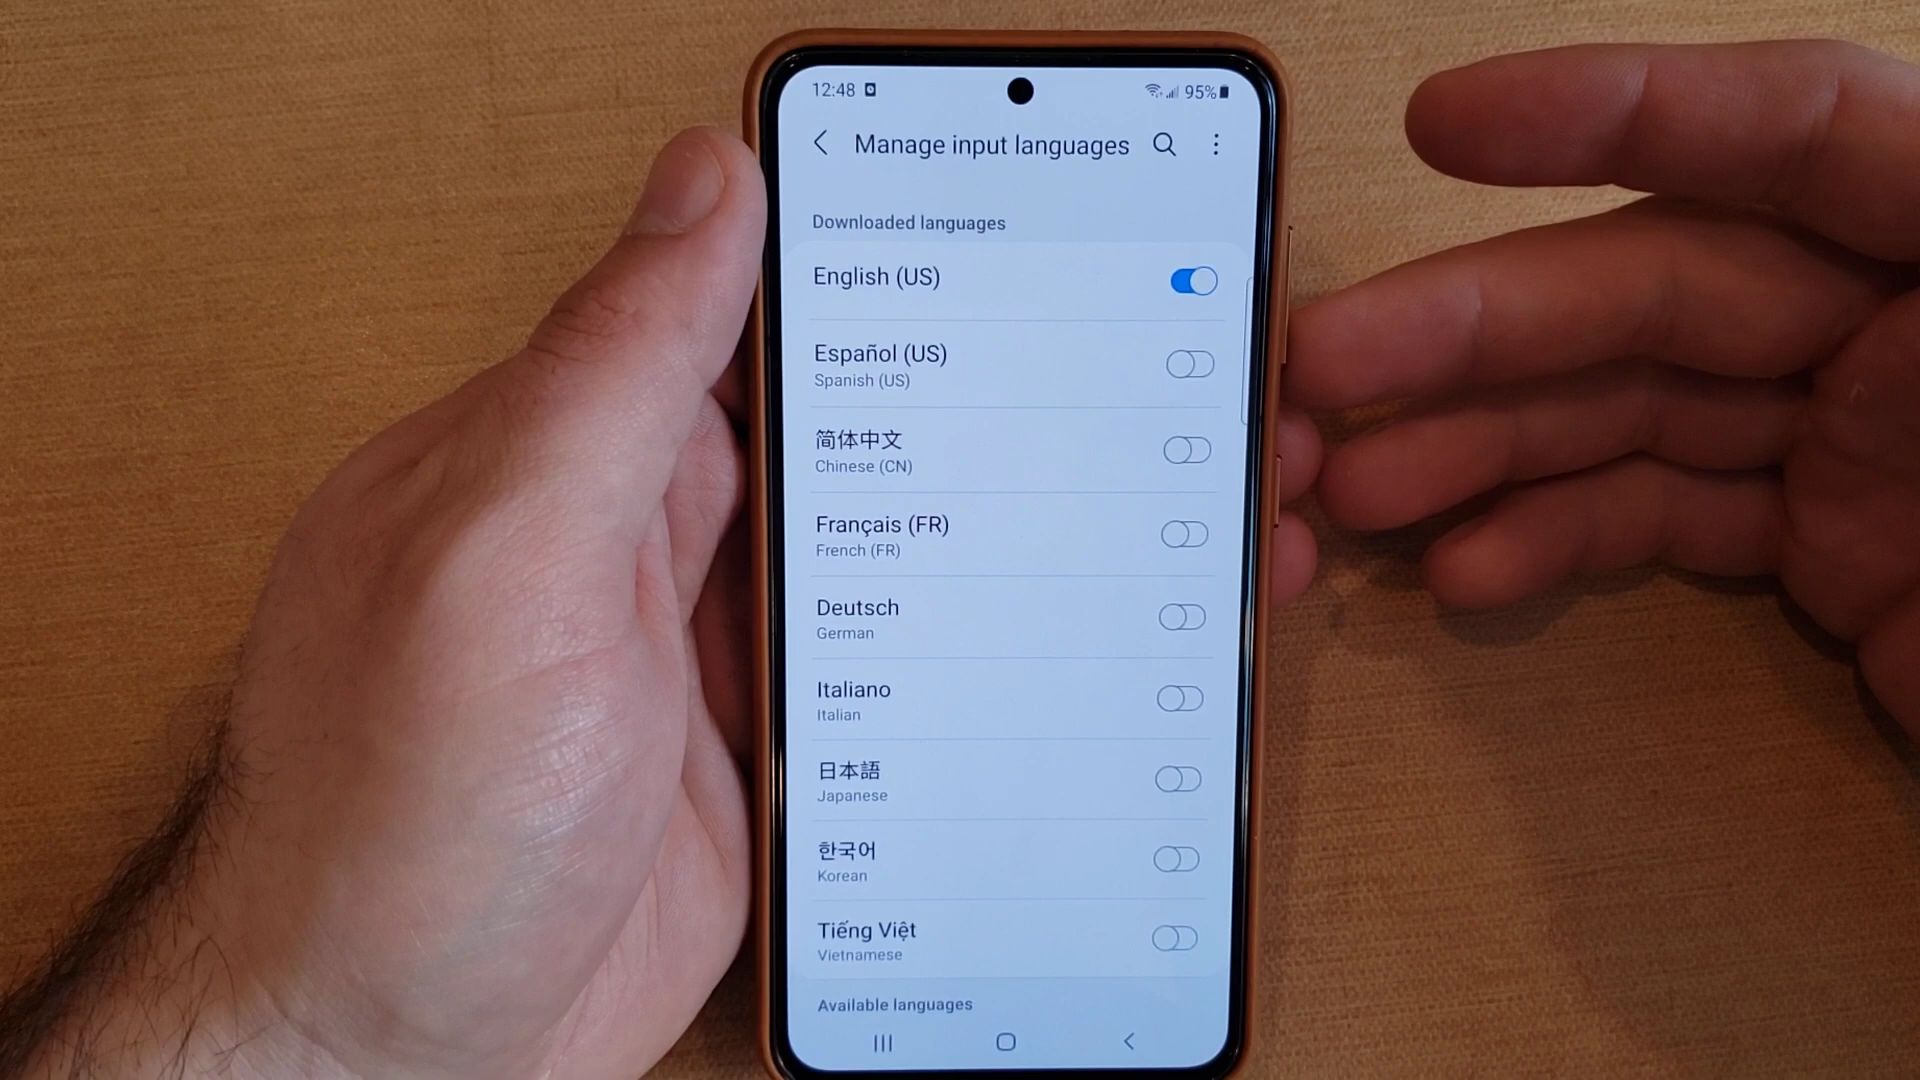 12:48 95%
Manage input languages
Downloaded languages
English (US)
Español (US)
Spanish (US)
简体中文
Chinese (CN)
Français (FR)
French (FR)
Deutsch
German
Italiano
Italian
日本語
Japanese
한국어
Korean
Tiếng Việt
Vietnamese
Available languages